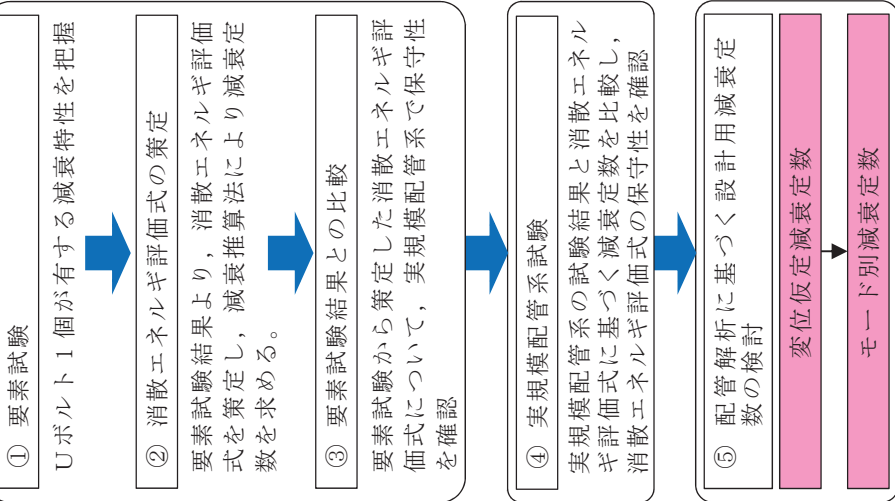 ① 要素試験
Uボルト1個が有する減衰特性を把握
② 消散エネルギ評価式の策定
要素試験結果より，消散エネルギ評価
式を策定し，減衰推算法により減衰定
数を求める。
③ 要素試験結果との比較
要素試験から策定した消散エネルギ評
価式について，実規模配管系で保守性
を確認
④ 実規模配管系試験
実規模配管系の試験結果と消散エネル
ギ評価式に基づく減衰定数を比較し，
消散エネルギ評価式の保守性を確認
⑤ 配管解析に基づく設計用減衰定
数の検討
変位仮定減衰定数
モード別減衰定数